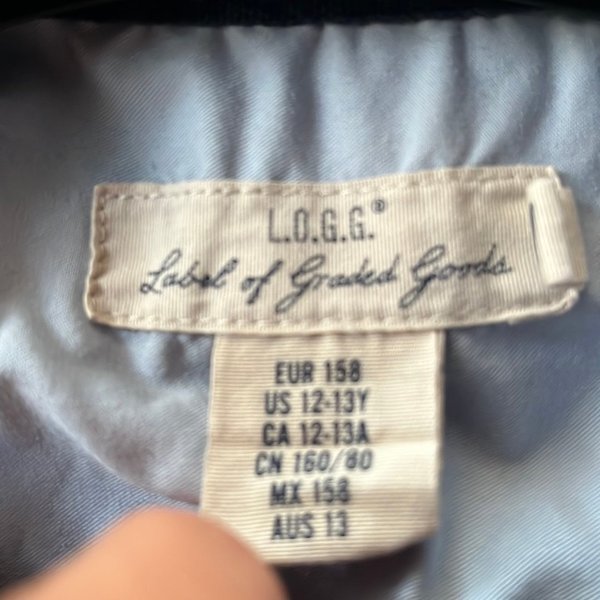 L.O.G.G.®
Label of Graded Goods
EUR 158
US 12-13Y
CA 12-13A
CN 160/80
MX 158
AUS 13